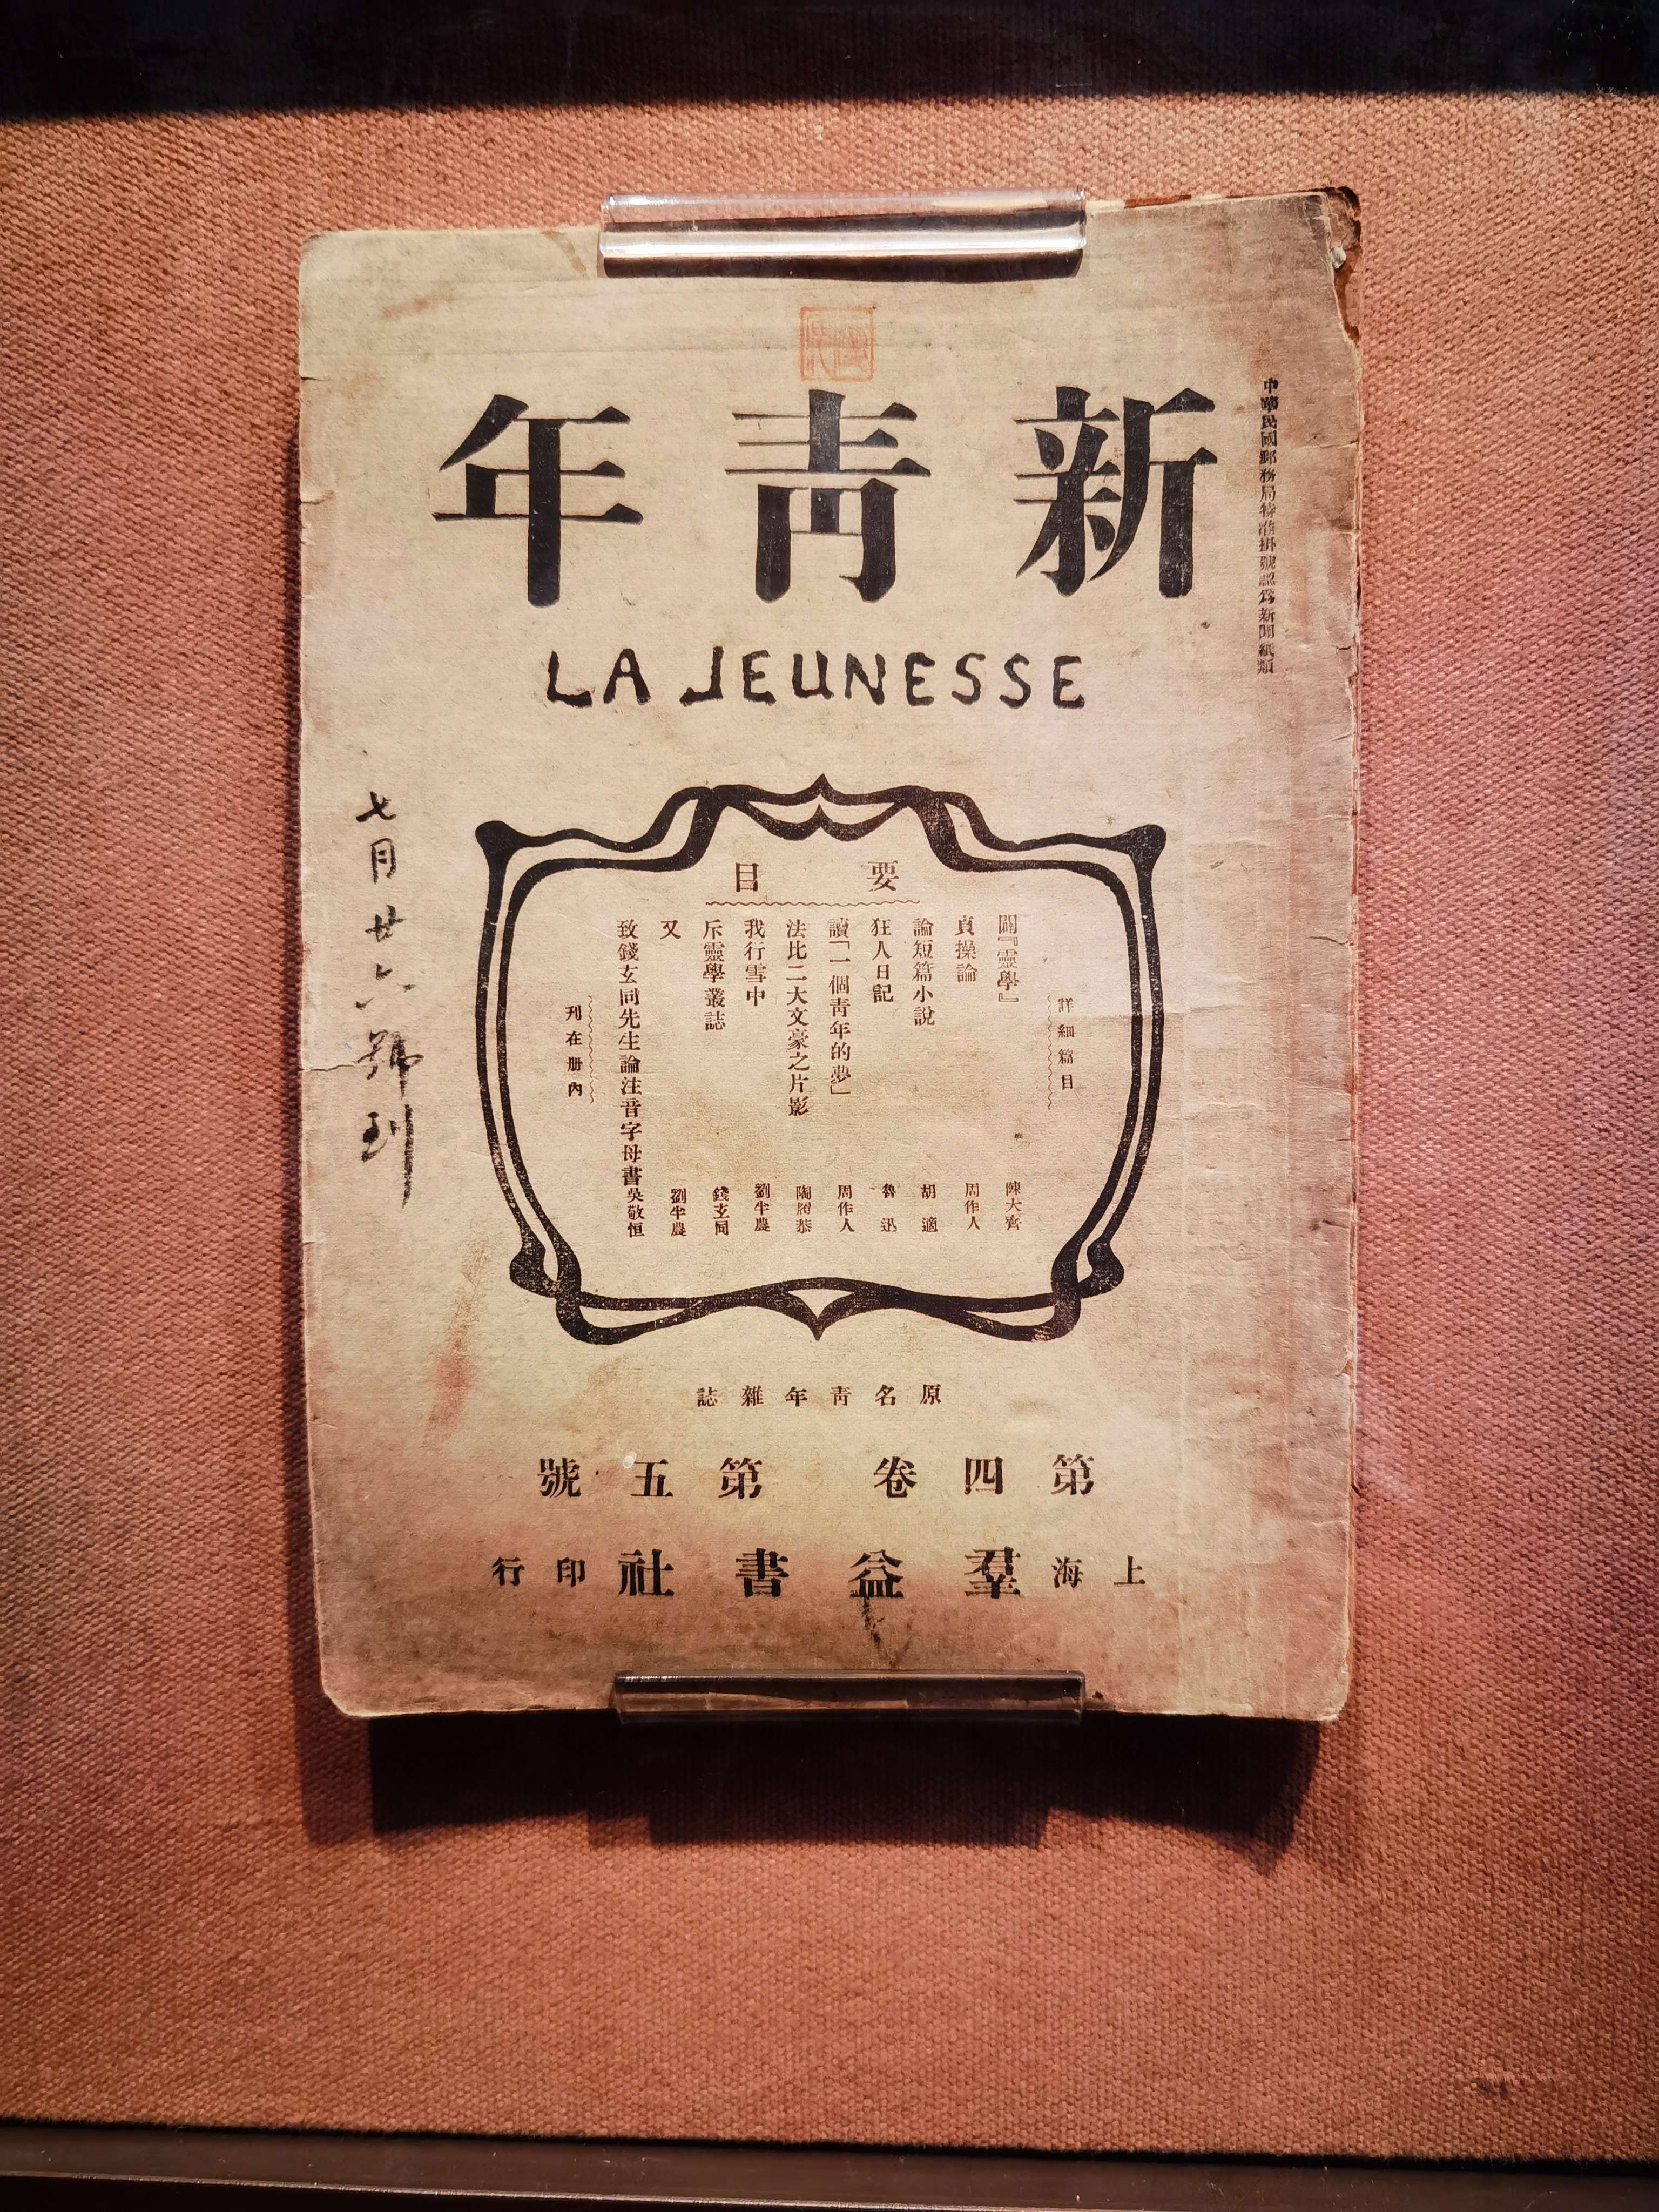 中華民國郵務局特准掛號認爲新聞紙類
新靑年
LA JEUNESSE
要目
詳細篇目
闢『靈學』 陳大齊
貞操論 周作人
論短篇小說 胡適
狂人日記 魯迅
讀「一個靑年的夢」 周作人
法比二大文豪之片影 陶履恭
我行雪中 劉半農
斥靈學叢誌 錢玄同
又 劉半農
致錢玄同先生論注音字母書 吳敬恒
刊在册內
七月廿六號到
原名靑年雜誌
第四卷 第五號
上海羣益書社印行